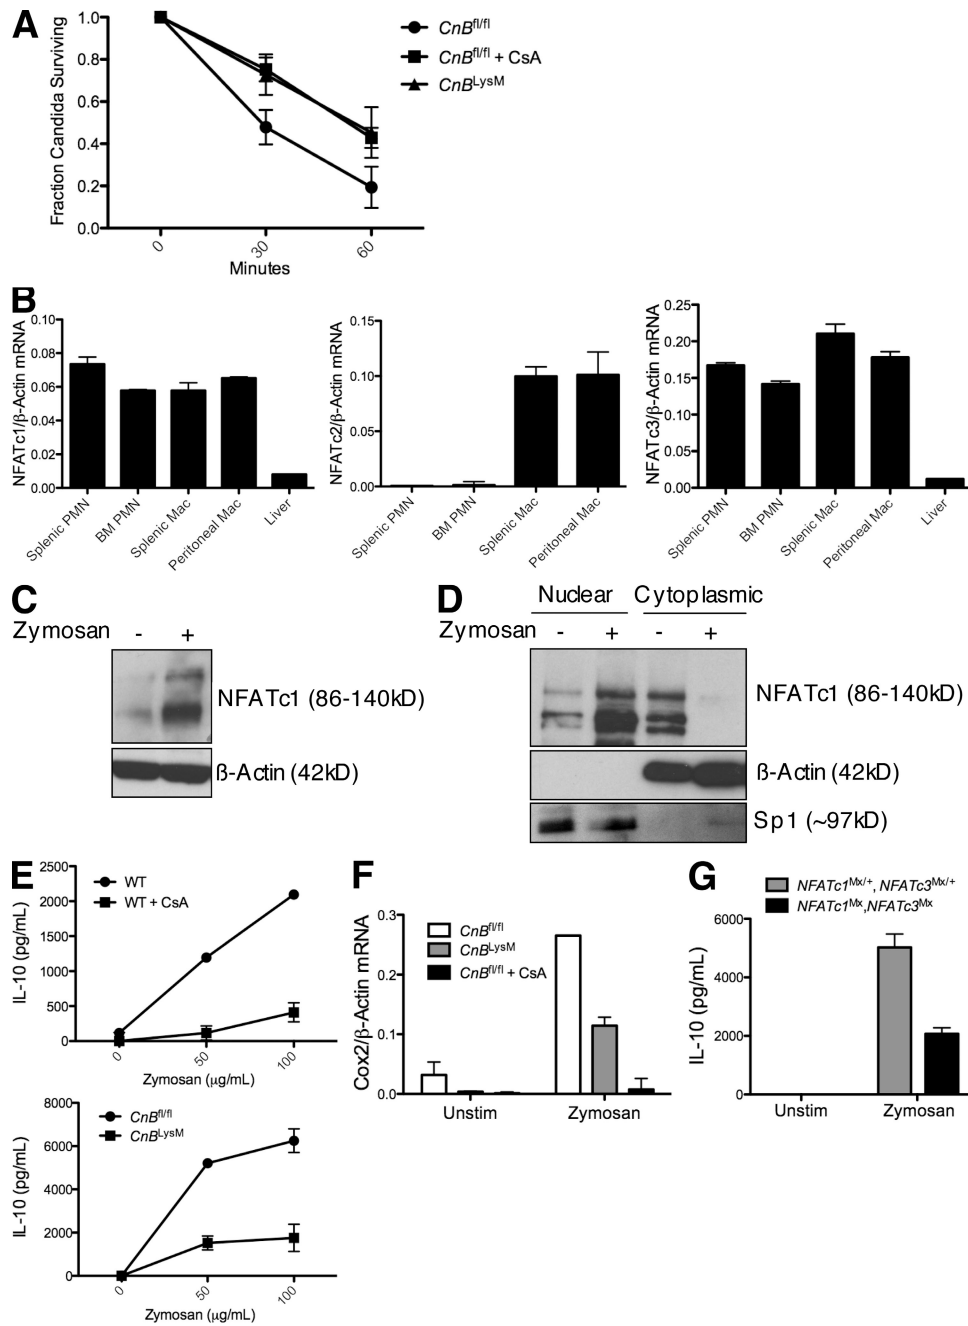 A
Fraction Candida Surviving
1.0
0.8
0.6
0.4
0.2
0.0
0
30
60
Minutes
CnBfl/fl
CnBfl/fl + CsA
CnBLysM
B
NFATc1/β-Actin mRNA
0.10
0.08
0.06
0.04
0.02
0.00
Splenic PMN
BM PMN
Splenic Mac
Peritoneal Mac
Liver
NFATc2/β-Actin mRNA
0.15
0.10
0.05
0.00
Splenic PMN
BM PMN
Splenic Mac
Peritoneal Mac
NFATc3/β-Actin mRNA
0.25
0.20
0.15
0.10
0.05
0.00
Splenic PMN
BM PMN
Splenic Mac
Peritoneal Mac
Liver
C
Zymosan - +
NFATc1 (86-140kD)
ß-Actin (42kD)
D
Nuclear Cytoplasmic
Zymosan - + - +
NFATc1 (86-140kD)
ß-Actin (42kD)
Sp1 (~97kD)
E
IL-10 (pg/mL)
2500
2000
1500
1000
500
0
WT
WT + CsA
0
50
100
Zymosan (μg/mL)
IL-10 (pg/mL)
8000
6000
4000
2000
0
CnBfl/fl
CnBLysM
0
50
100
Zymosan (μg/mL)
F
Cox2/β-Actin mRNA
0.3
0.2
0.1
0.0
CnBfl/fl
CnBLysM
CnBfl/fl + CsA
Unstim
Zymosan
G
NFATc1Mx/+, NFATc3Mx/+
NFATc1Mx,NFATc3Mx
IL-10 (pg/mL)
6000
4000
2000
0
Unstim
Zymosan